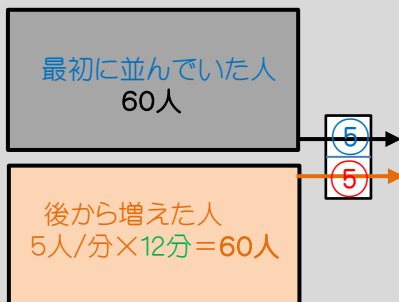 最初に並んでいた人
60人
⑤
⑤
後から増えた人
5人/分×12分=60人